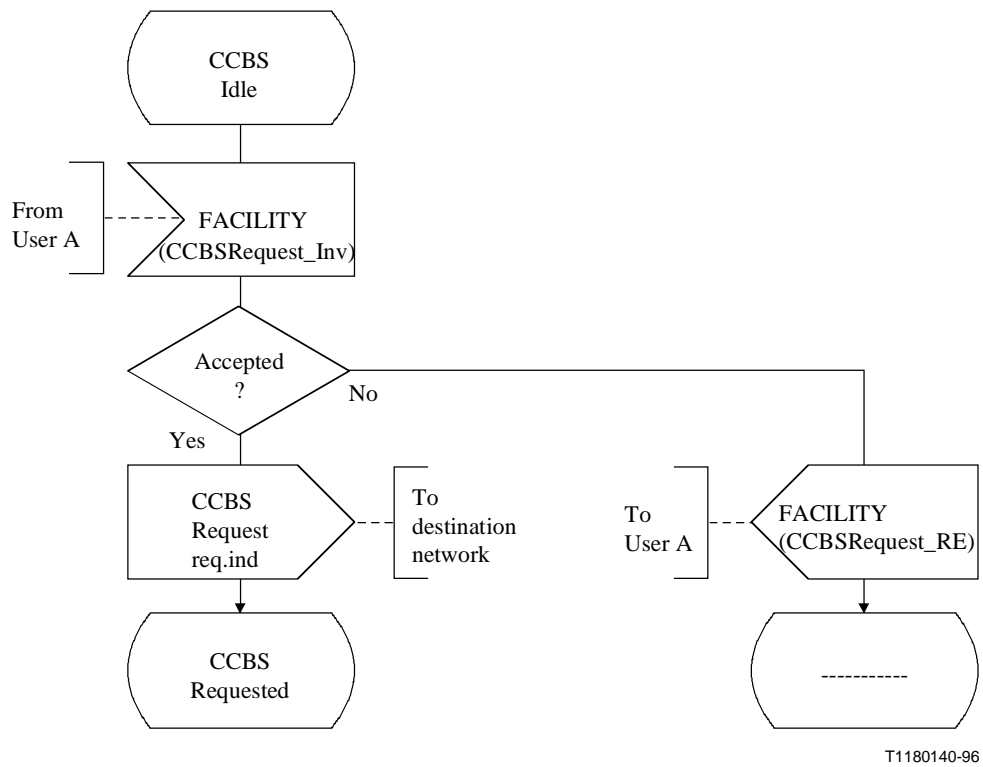 CCBS
Idle
From
User A
FACILITY
(CCBSRequest_Inv)
Accepted
?
No
Yes
CCBS
Request
req.ind
To
destination
network
To
User A
FACILITY
(CCBSRequest_RE)
CCBS
Requested
-----------
T1180140-96